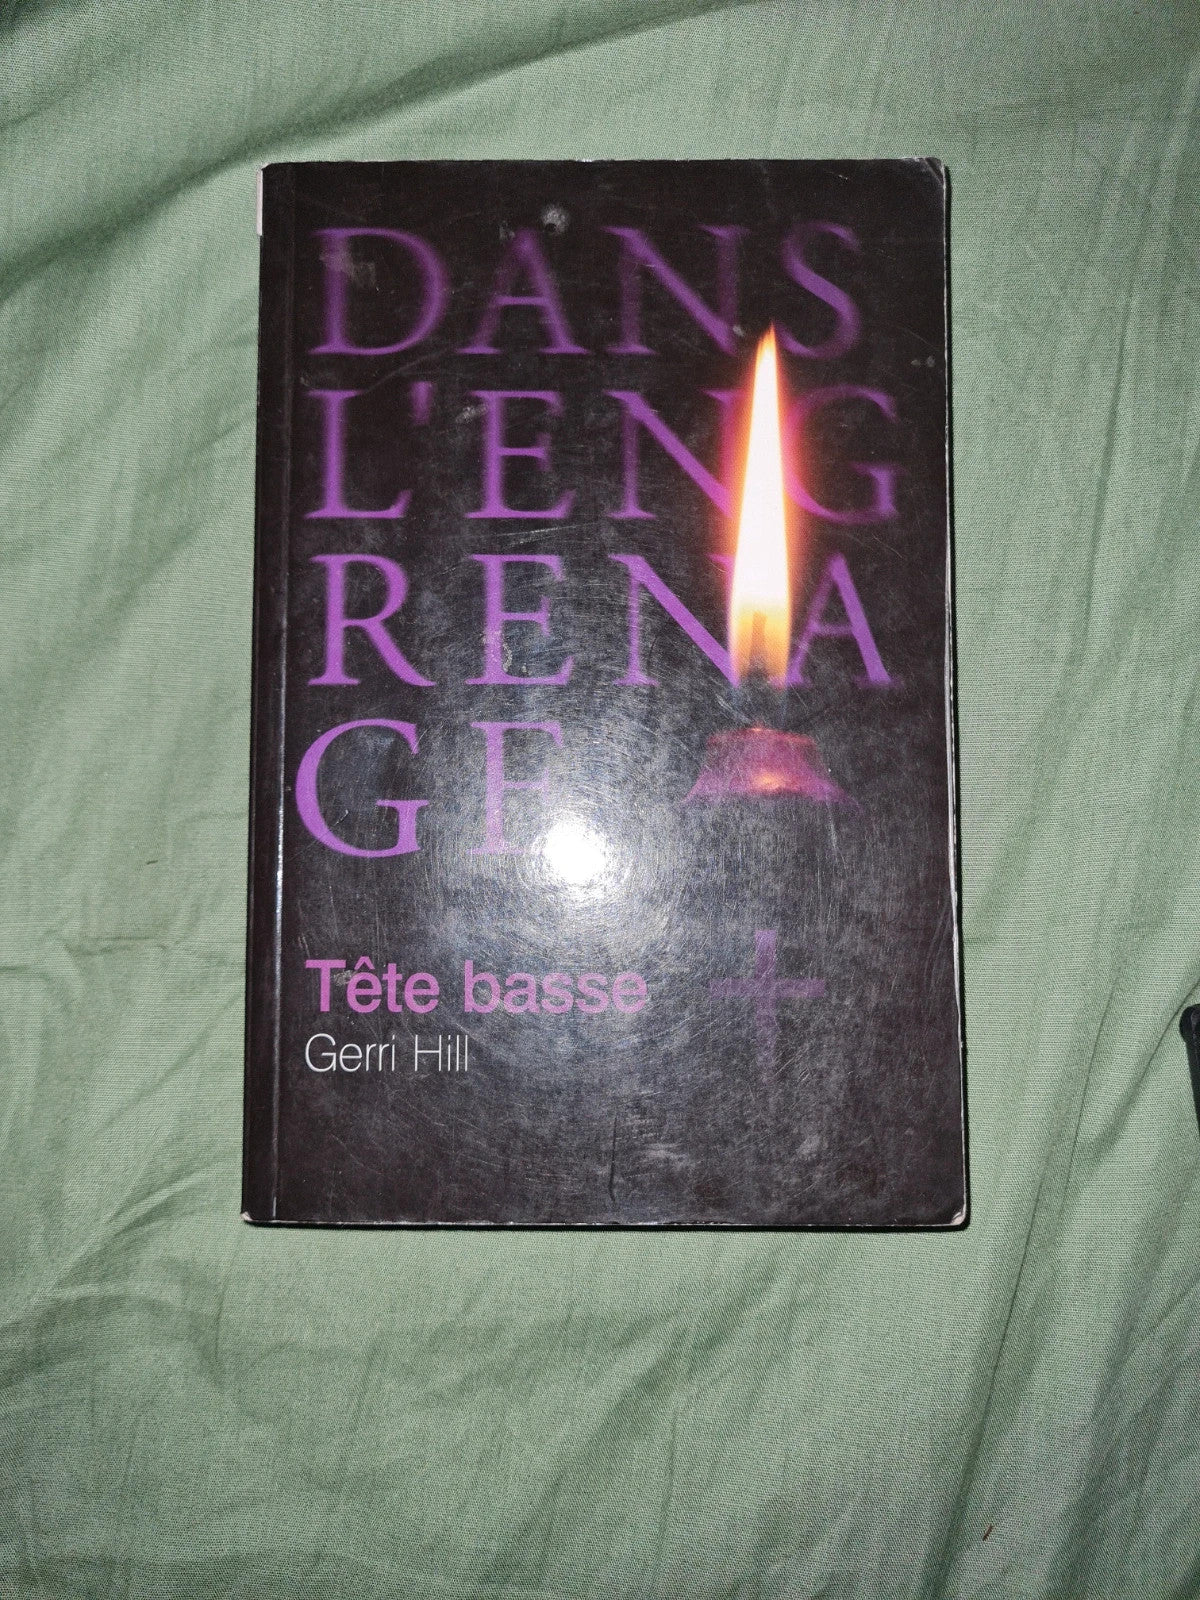 DANS
L'ENG
RENA
GE
Tête basse
Gerri Hill